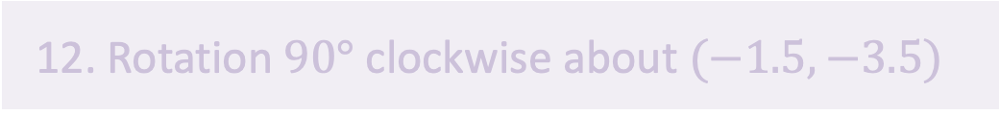 12. Rotation 90° clockwise about (−1.5, −3.5)